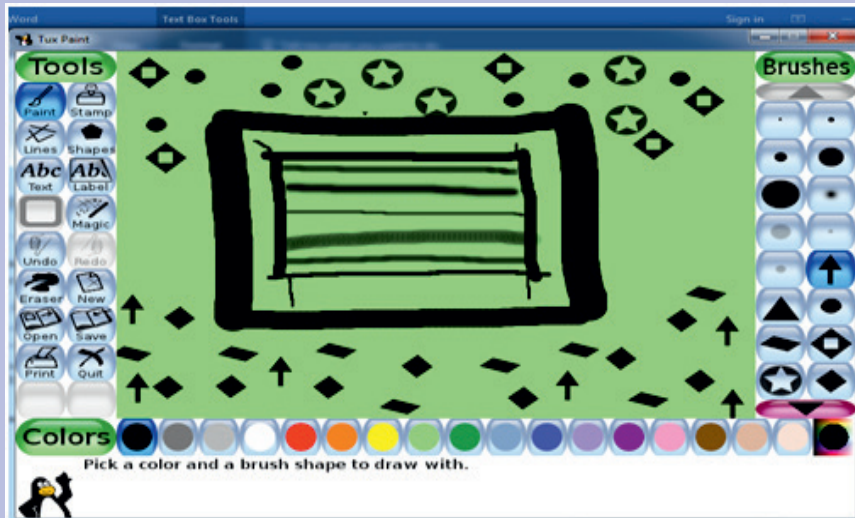 Word Text Box Tools Sign in
Tux Paint
Tools Brushes
Paint Stamp
Lines Shapes
Abc Abc
Text Label
Magic
Undo Redo
Eraser New
Open Save
Print Quit
Colors
Pick a color and a brush shape to draw with.